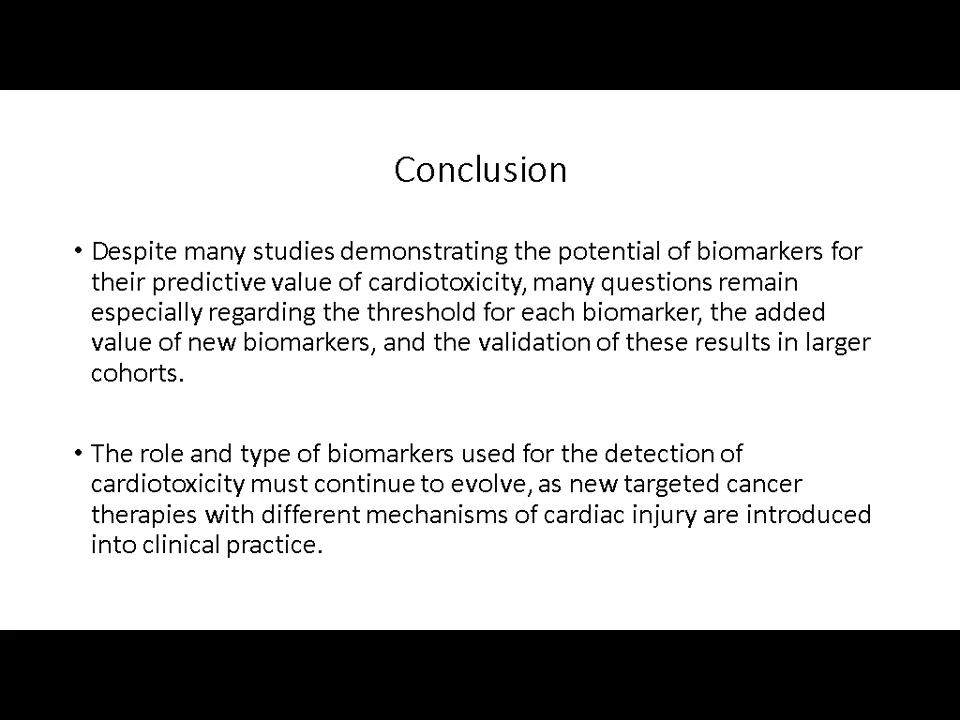 Conclusion
• Despite many studies demonstrating the potential of biomarkers for
their predictive value of cardiotoxicity, many questions remain
especially regarding the threshold for each biomarker, the added
value of new biomarkers, and the validation of these results in larger
cohorts.
• The role and type of biomarkers used for the detection of
cardiotoxicity must continue to evolve, as new targeted cancer
therapies with different mechanisms of cardiac injury are introduced
into clinical practice.